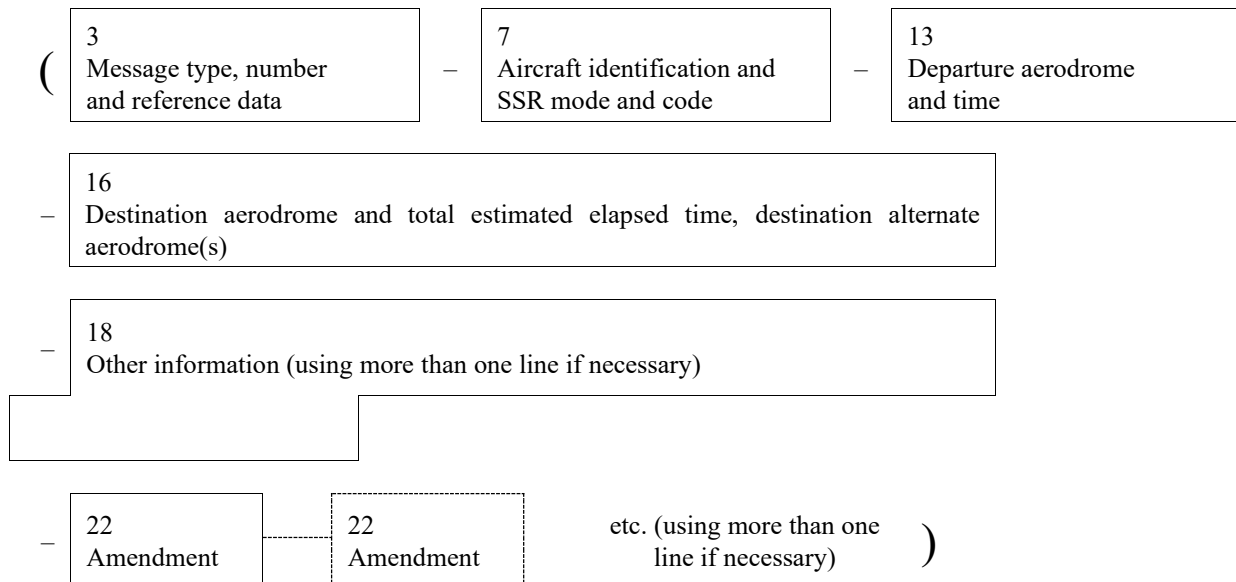 (
3
Message type, number
and reference data
–
7
Aircraft identification and
SSR mode and code
–
13
Departure aerodrome
and time
–
16
Destination aerodrome and total estimated elapsed time, destination alternate
aerodrome(s)
–
18
Other information (using more than one line if necessary)
–
22
Amendment
22
Amendment
etc. (using more than one
line if necessary)
)